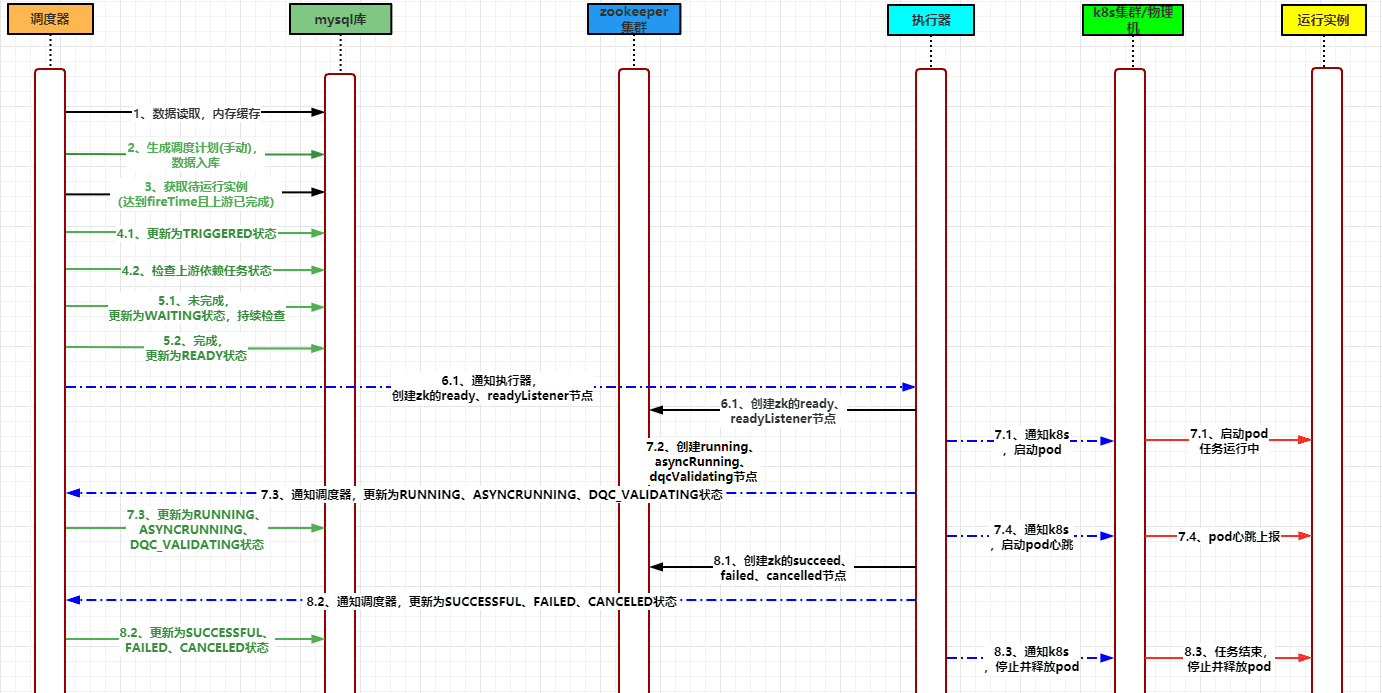 调度器
mysql库
zookeeper
集群
执行器
k8s集群/物理
机
运行实例
1、数据读取，内存缓存
2、生成调度计划(手动)，
数据入库
3、获取待运行实例
(达到fireTime且上游已完成)
4.1、更新为TRIGGERED状态
4.2、检查上游依赖任务状态
5.1、未完成，
更新为WAITING状态，持续检查
5.2、完成，
更新为READY状态
6.1、通知执行器，
创建zk的ready、readyListener节点
6.1、创建zk的ready、
readyListener节点
7.1、通知k8s
，启动pod
7.1、启动pod
任务运行中
7.2、创建running、
asyncRunning、
dqcValidating节点
7.3、通知调度器，更新为RUNNING、ASYNCRUNNING、DQC_VALIDATING状态
7.3、更新为RUNNING、
ASYNCRUNNING、
DQC_VALIDATING状态
7.4、通知k8s
，启动pod心跳
7.4、pod心跳上报
8.1、创建zk的succeed、
failed、cancelled节点
8.2、通知调度器，更新为SUCCESSFUL、FAILED、CANCELED状态
8.2、更新为SUCCESSFUL、
FAILED、CANCELED状态
8.3、通知k8s
，停止并释放pod
8.3、任务结束，
停止并释放pod